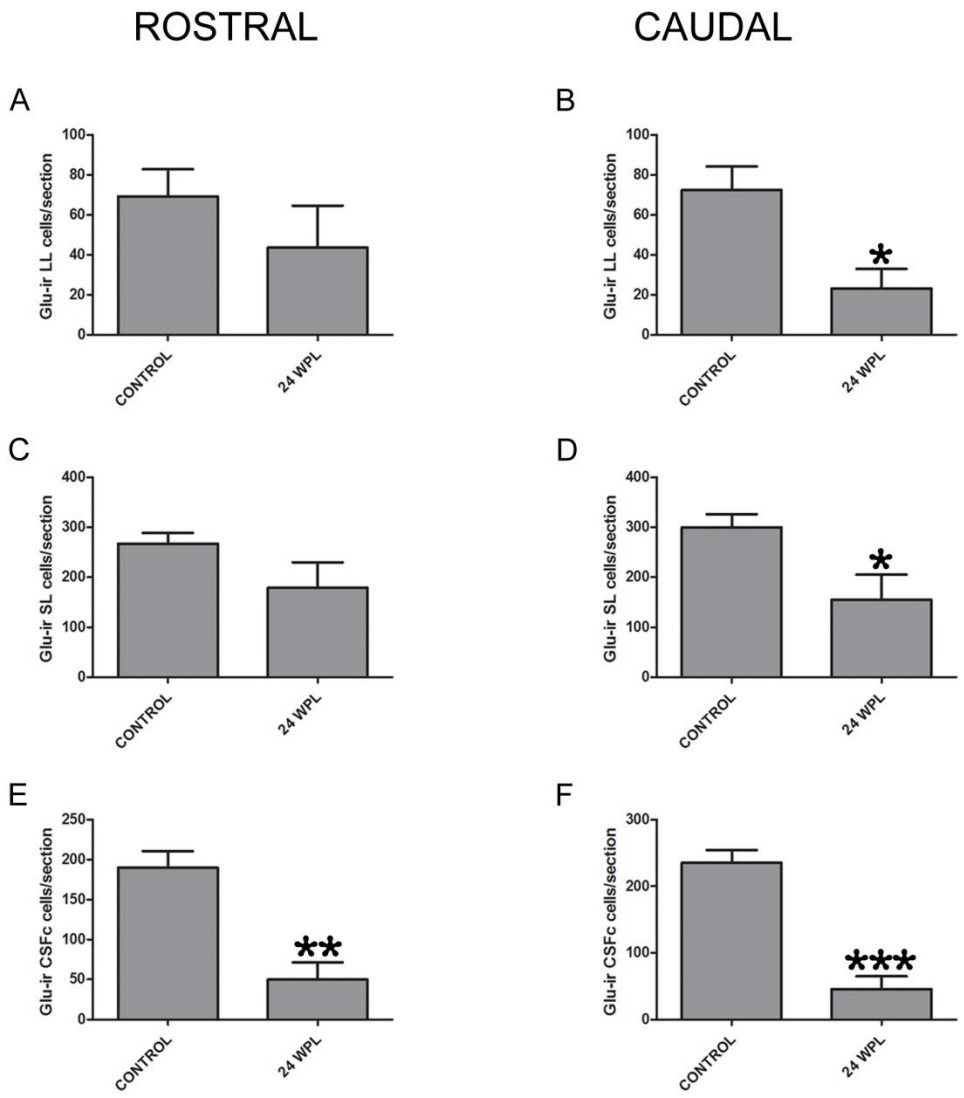 ROSTRAL
CAUDAL
A
Glu-ir LL cells/section
100
80
60
40
20
0
CONTROL
24 WPL
B
Glu-ir LL cells/section
100
80
60
40
20
0
*
CONTROL
24 WPL
C
Glu-ir SL cells/section
400
300
200
100
0
CONTROL
24 WPL
D
Glu-ir SL cells/section
400
300
200
100
0
*
CONTROL
24 WPL
E
Glu-ir CSFc cells/section
250
200
150
100
50
0
**
CONTROL
24 WPL
F
Glu-ir CSFc cells/section
300
200
100
0
***
CONTROL
24 WPL